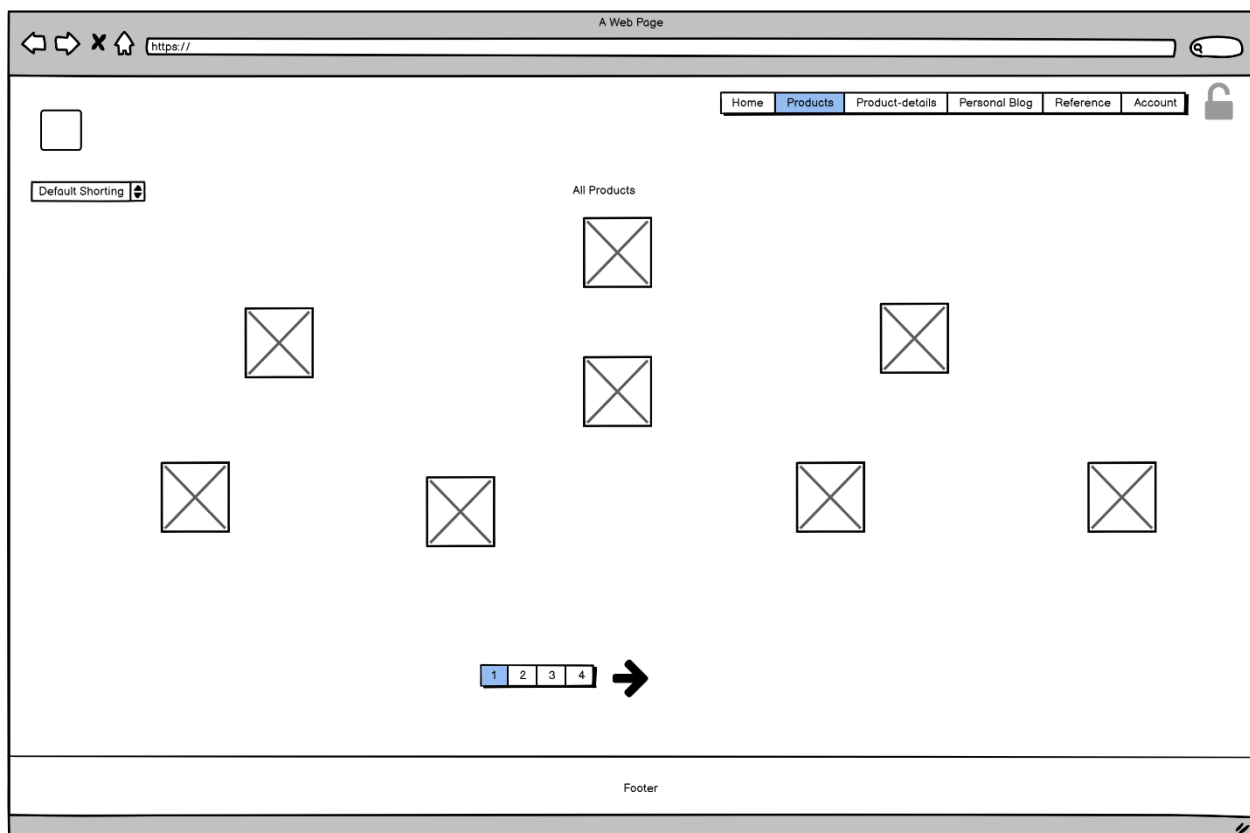 A Web Page
https://
Home Products Product-details Personal Blog Reference Account
Default Shorting
All Products
1 2 3 4
Footer